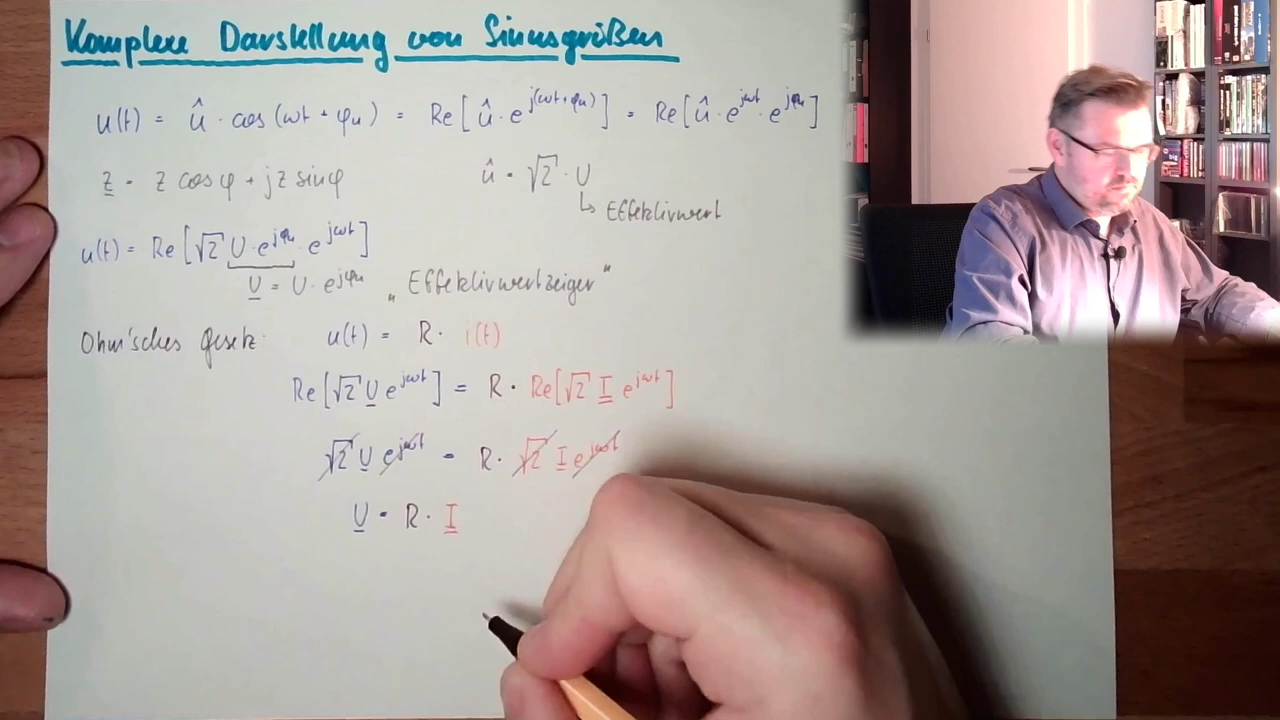 Komplexe Darstellung von Sinusgrößen
u(t) = û · cos (ωt + φu) = Re[û · e^j(ωt+φu)] = Re[û · e^jωt · e^jφu]
z = z cos φ + j z sin φ
û = √2 · U
↳ Effektivwert
u(t) = Re[√2 U · e^jφu · e^jωt]
U = U · e^jφu „Effektivwertzeiger"
Ohm'sches Gesetz: u(t) = R · i(t)
Re[√2 U e^jωt] = R · Re[√2 I e^jωt]
√2 U e^jωt = R · √2 I e^jωt
U = R · I